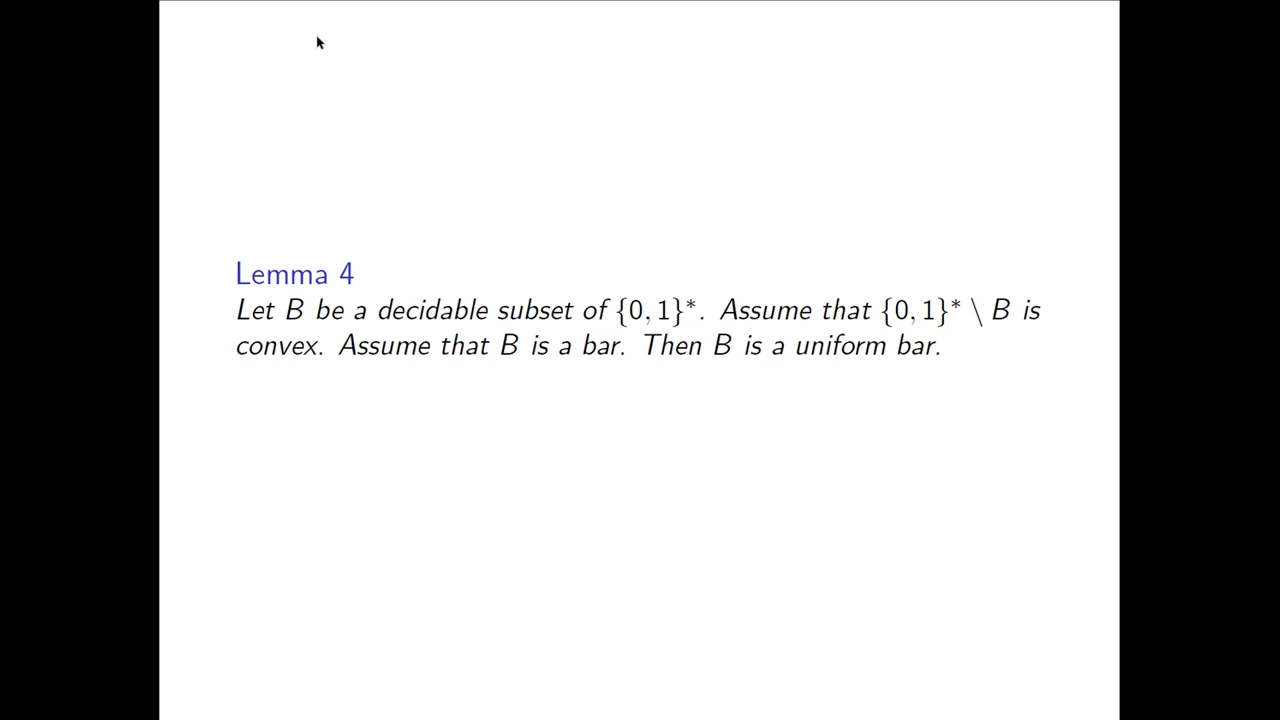 Lemma 4
Let B be a decidable subset of {0, 1}*. Assume that {0, 1}* \ B is
convex. Assume that B is a bar. Then B is a uniform bar.